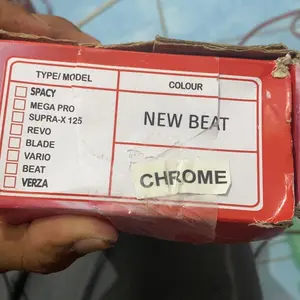 TYPE/MODEL
COLOUR
SPACY
MEGA PRO
SUPRA-X 125
REVO
BLADE
VARIO
BEAT
VERZA
NEW BEAT
CHROME